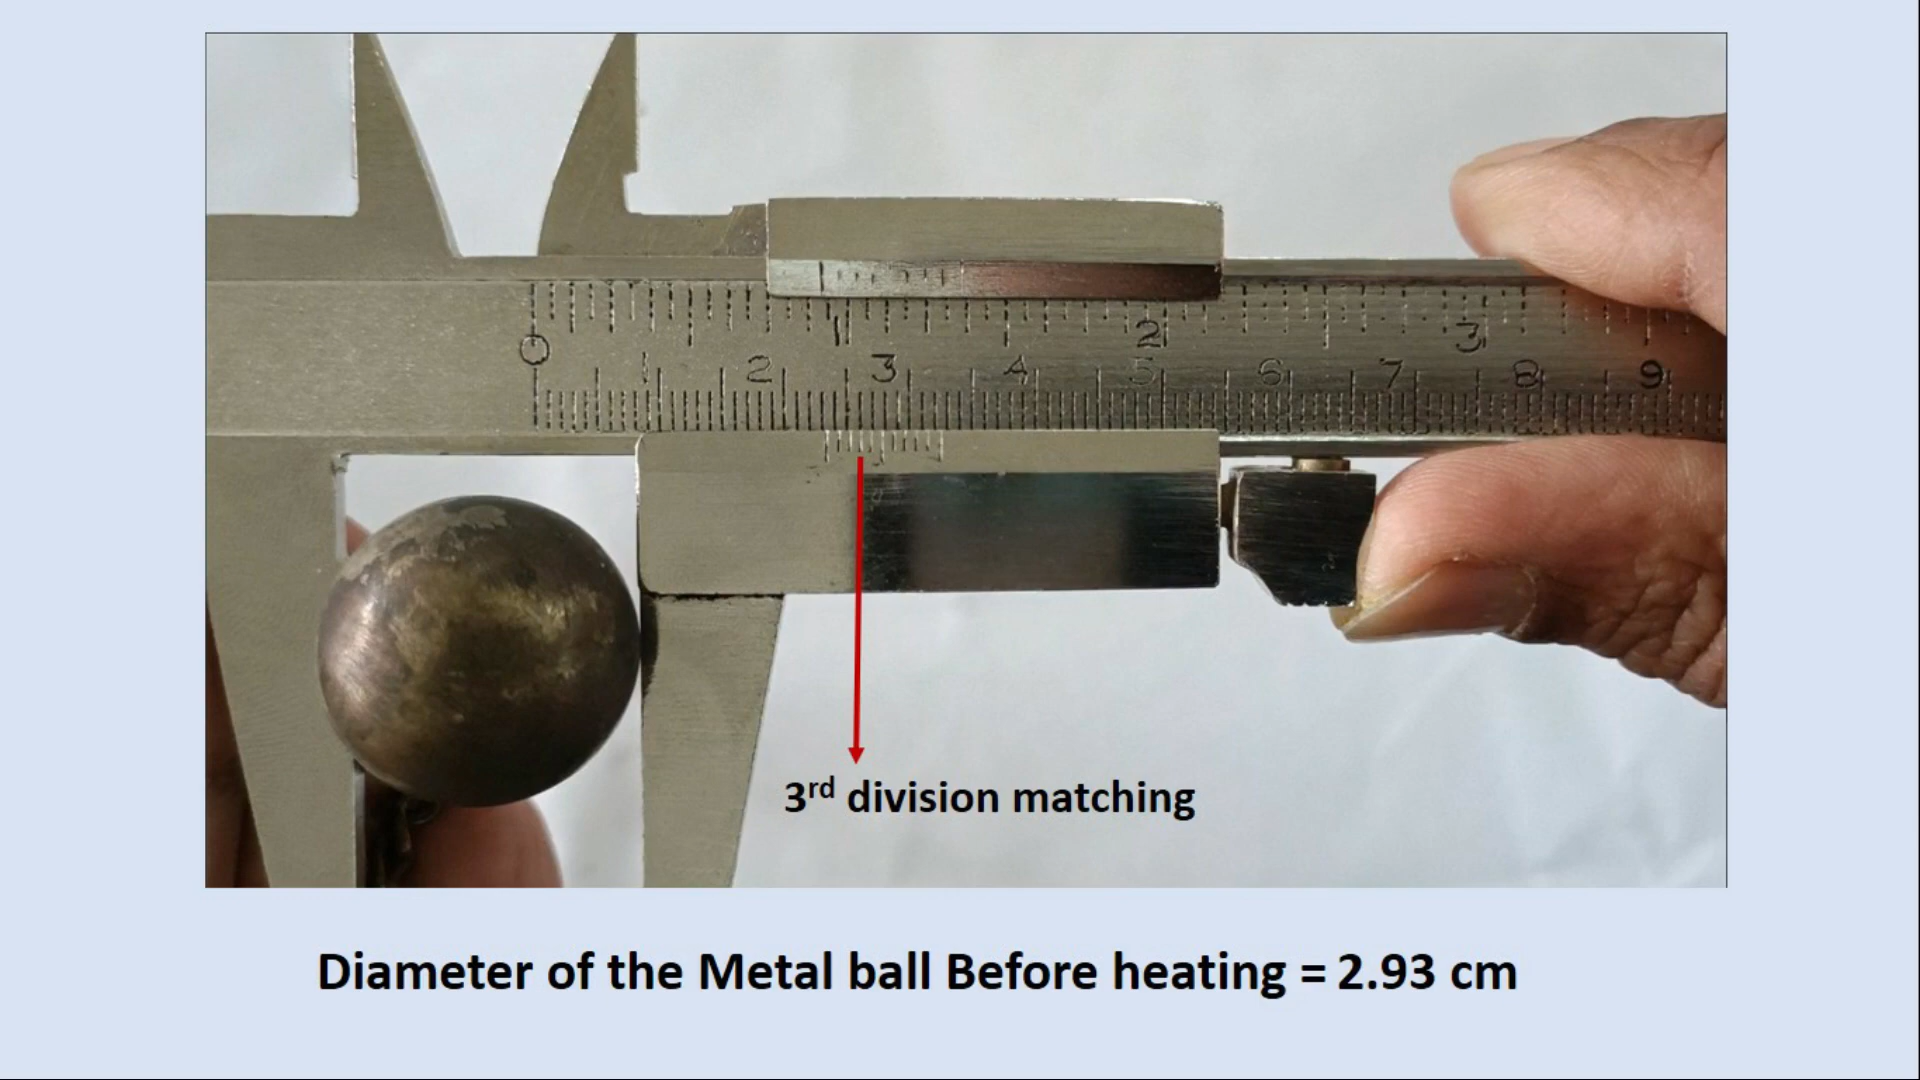 1 2 3
0
1 2 3 4 5 6 7 8 9
3rd division matching
Diameter of the Metal ball Before heating = 2.93 cm